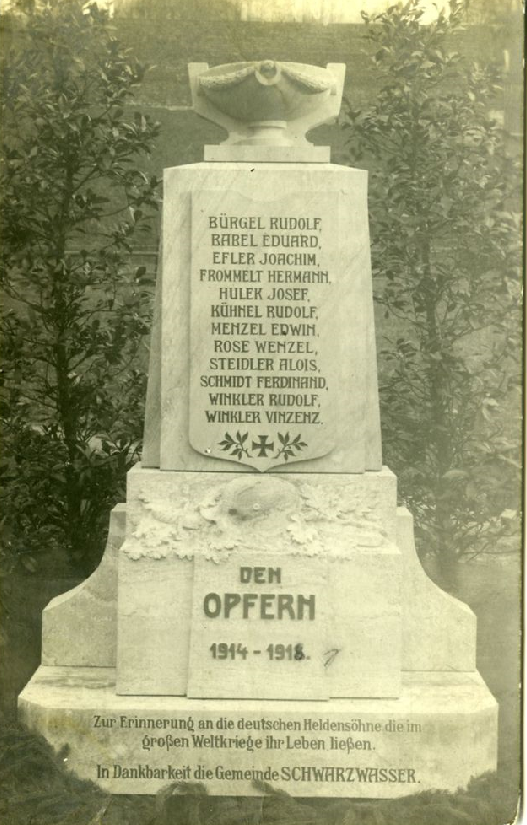 BÜRGEL RUDOLF,
RABEL EDUARD,
EFLER JOACHIM,
FROMMELT HERMANN,
HULEK JOSEF,
KÜHNEL RUDOLF,
MENZEL EDWIN,
ROSE WENZEL,
STEIDLER ALOIS,
SCHMIDT FERDINAND,
WINKLER RUDOLF,
WINKLER VINZENZ.
DEN
OPFERN
1914-1918.
Zur Erinnerung an die deutschen Heldensöhne die im
großen Weltkriege ihr Leben ließen.
In Dankbarkeit die Gemeinde SCHWARZWASSER.